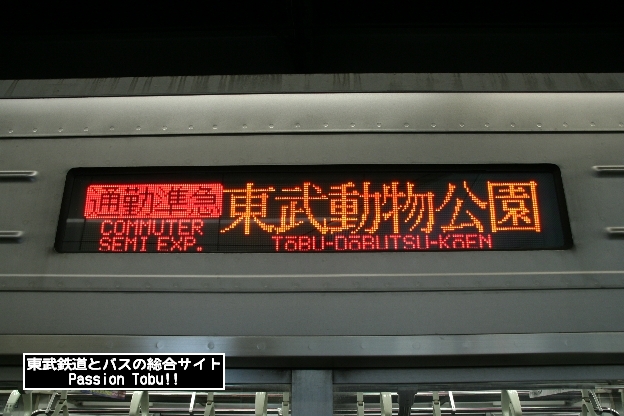 通勤準急
COMMUTER
SEMI EXP.
東武動物公園
TŌBU-DŌBUTSU-KŌEN
東武鉄道とバスの総合サイト
Passion Tobu!!